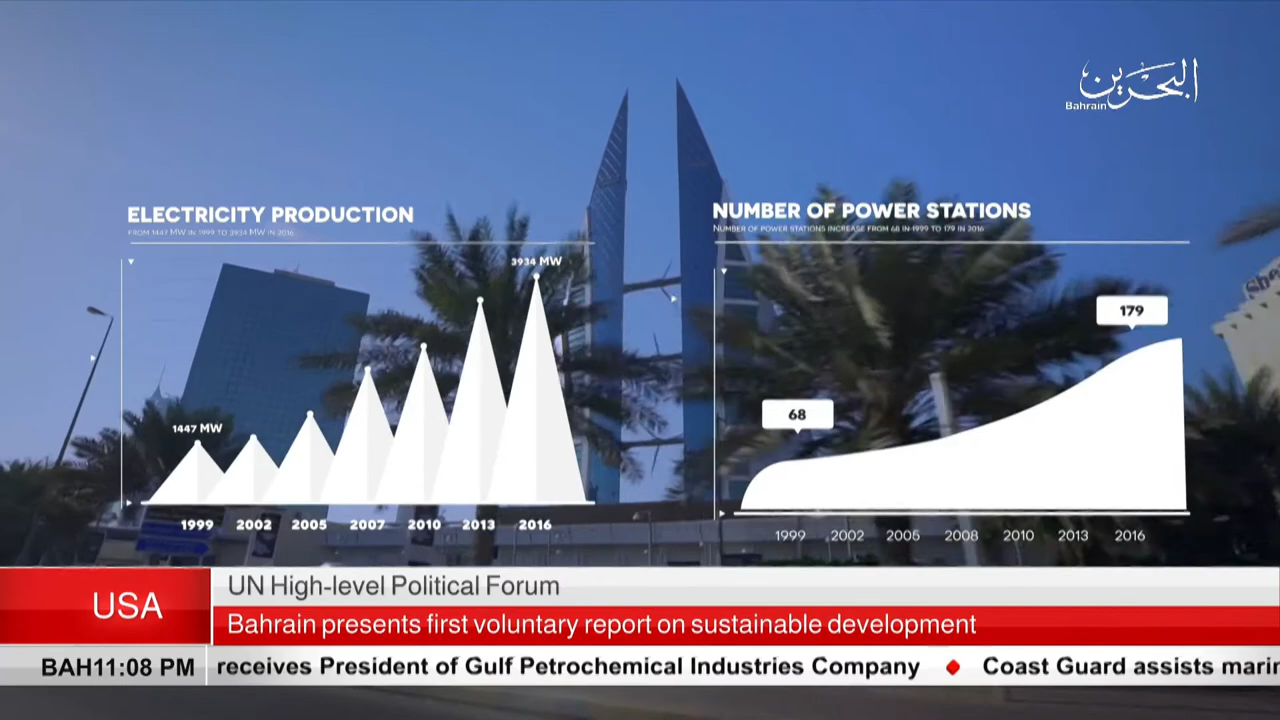 البحرين
Bahrain
ELECTRICITY PRODUCTION
FROM 1447 MW IN 1999 TO 3934 MW IN 2016
3934 MW
1447 MW
1999 2002 2005 2007 2010 2013 2016
NUMBER OF POWER STATIONS
NUMBER OF POWER STATIONS INCREASE FROM 68 IN 1999 TO 179 IN 2016
179
68
1999 2002 2005 2008 2010 2013 2016
USA
UN High-level Political Forum
Bahrain presents first voluntary report on sustainable development
BAH11:08 PM
receives President of Gulf Petrochemical Industries Company
Coast Guard assists